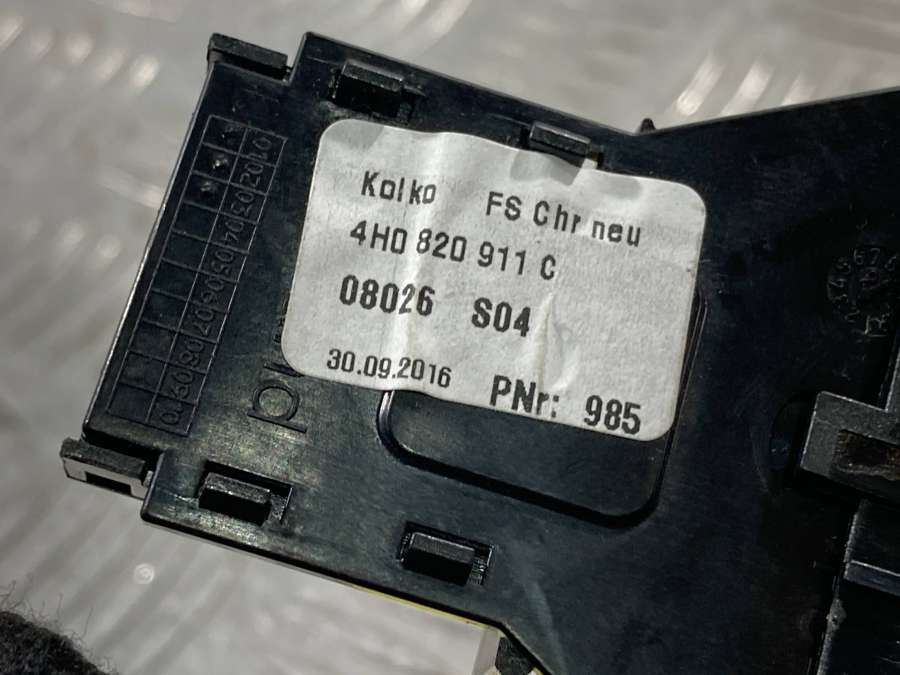 Kolko FS Chr neu
4H0 820 911 C
08026 S04
30.09.2016 PNr: 985